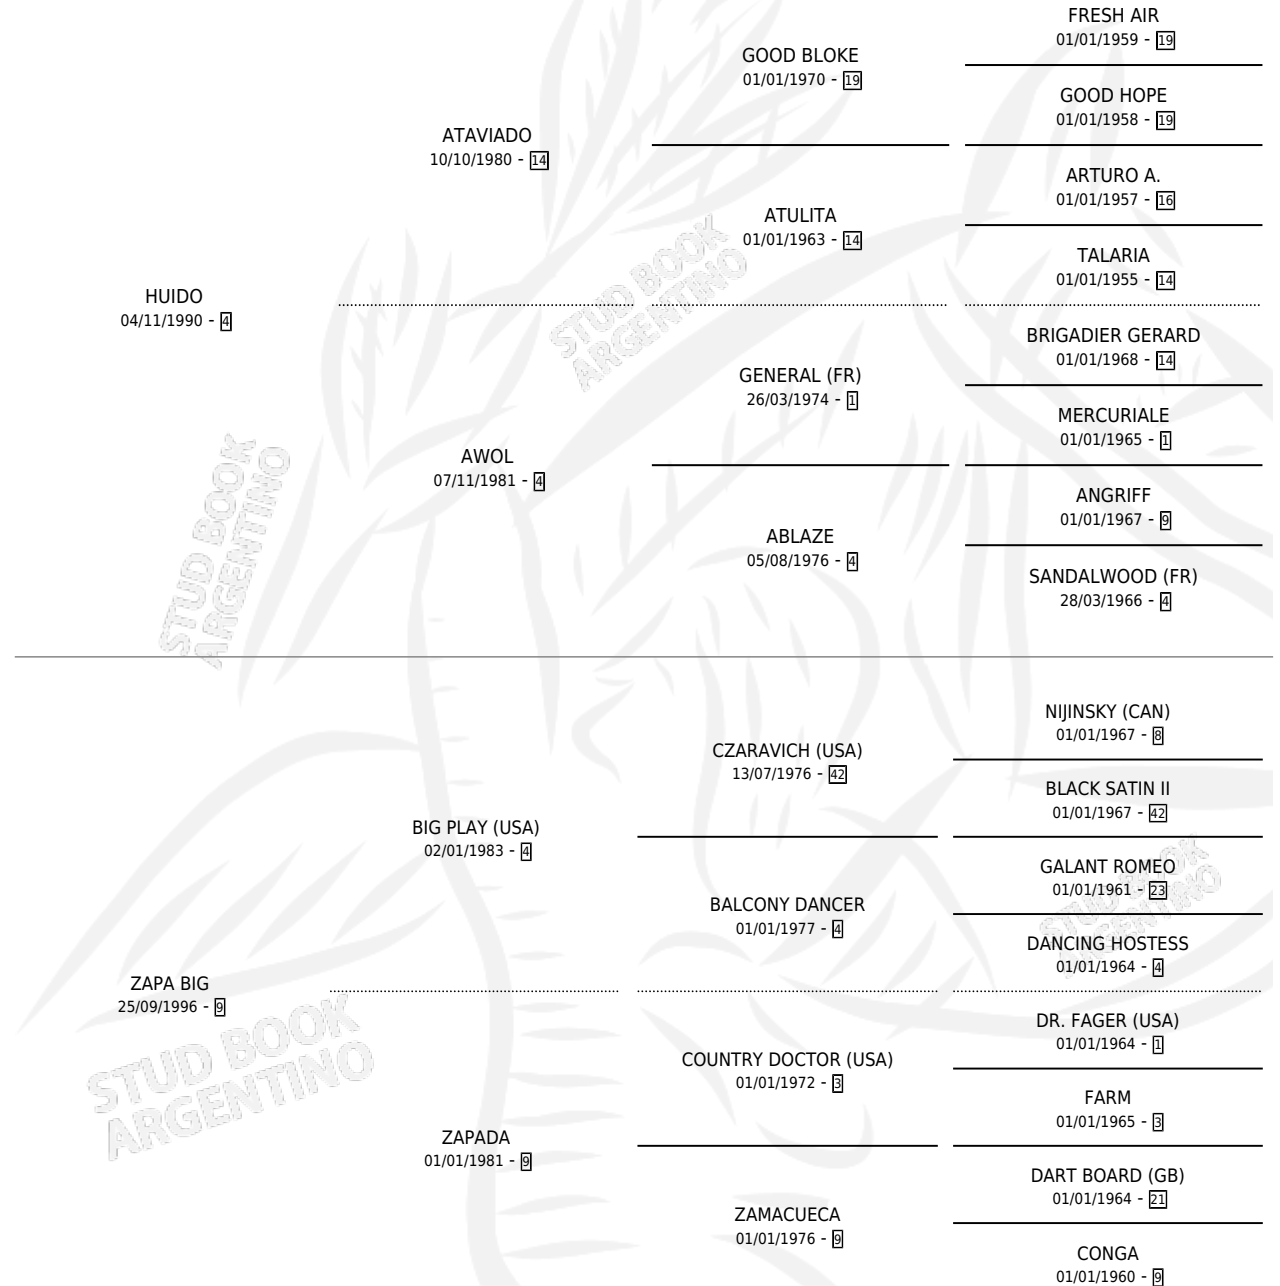 FRESH AIR
01/01/1959 - 19
GOOD BLOKE
01/01/1970 - 19
GOOD HOPE
01/01/1958 - 19
ATAVIADO
10/10/1980 - 14
ARTURO A.
01/01/1957 - 16
ATULITA
01/01/1963 - 14
TALARIA
01/01/1955 - 14
HUIDO
04/11/1990 - 4
BRIGADIER GERARD
01/01/1968 - 14
GENERAL (FR)
26/03/1974 - 1
MERCURIALE
01/01/1965 - 1
AWOL
07/11/1981 - 4
ANGRIFF
01/01/1967 - 9
ABLAZE
05/08/1976 - 4
SANDALWOOD (FR)
28/03/1966 - 4
STUD BOOK
ARGENTINO
STUD BOOK
ARGENTINO
NIJINSKY (CAN)
01/01/1967 - 8
CZARAVICH (USA)
13/07/1976 - 42
BLACK SATIN II
01/01/1967 - 42
BIG PLAY (USA)
02/01/1983 - 4
GALANT ROMEO
01/01/1961 - 23
BALCONY DANCER
01/01/1977 - 4
DANCING HOSTESS
01/01/1964 - 4
STUD BOOK
ARGENTINO
ZAPA BIG
25/09/1996 - 9
DR. FAGER (USA)
01/01/1964 - 1
COUNTRY DOCTOR (USA)
01/01/1972 - 3
FARM
01/01/1965 - 3
STUD BOOK
ARGENTINO
ZAPADA
01/01/1981 - 9
DART BOARD (GB)
01/01/1964 - 21
ZAMACUECA
01/01/1976 - 9
CONGA
01/01/1960 - 9